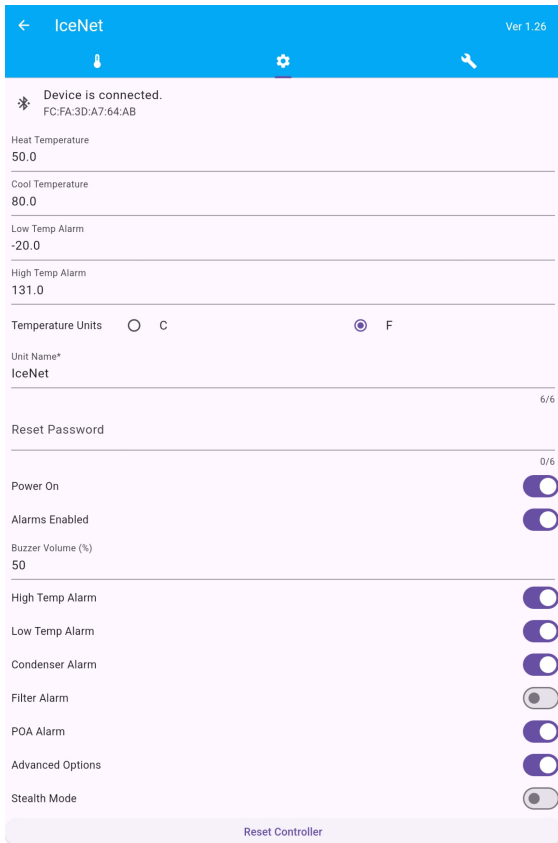 IceNet
Ver 1.26
Device is connected.
FC:FA:3D:A7:64:AB
Heat Temperature
50.0
Cool Temperature
80.0
Low Temp Alarm
-20.0
High Temp Alarm
131.0
Temperature Units C F
Unit Name*
IceNet
6/6
Reset Password
0/6
Power On
Alarms Enabled
Buzzer Volume (%)
50
High Temp Alarm
Low Temp Alarm
Condenser Alarm
Filter Alarm
POA Alarm
Advanced Options
Stealth Mode
Reset Controller